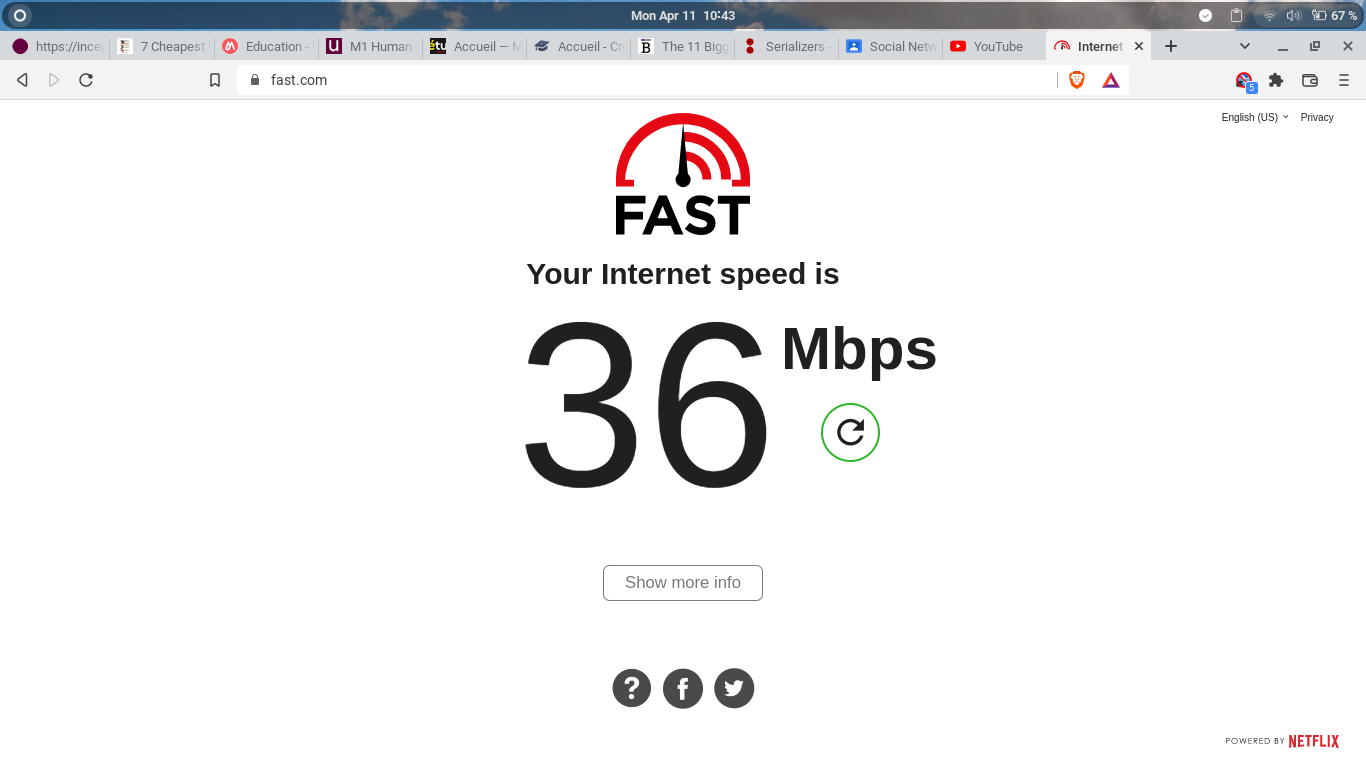 Mon Apr 11 10:43
67 %
https://ince
7 Cheapest
Education -
M1 Human
étu
Accueil — M
Accueil - Cr
B
The 11 Bigg
Serializers -
Social Netw
YouTube
Internet
fast.com
5
English (US)
Privacy
FAST
Your Internet speed is
36 Mbps
Show more info
POWERED BY NETFLIX